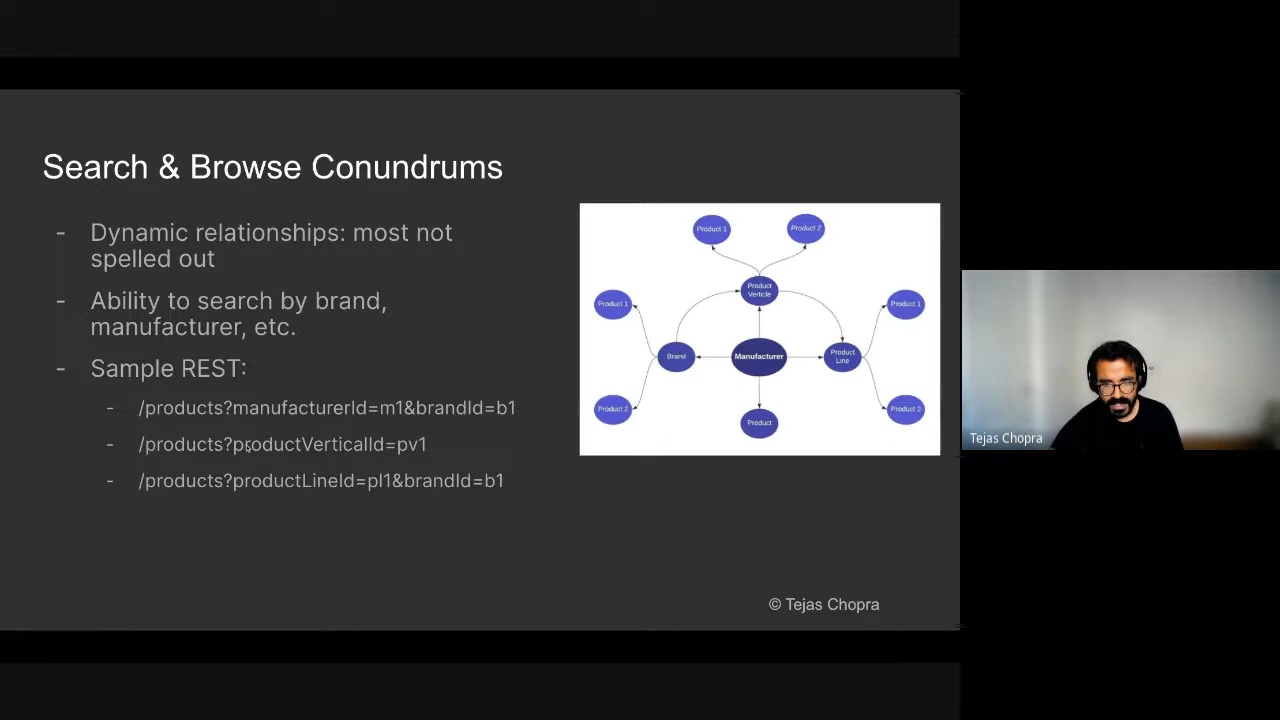 Search & Browse Conundrums
- Dynamic relationships: most not
spelled out
- Ability to search by brand,
manufacturer, etc.
- Sample REST:
- /products?manufacturerId=m1&brandId=b1
- /products?productVerticalId=pv1
- /products?productLineId=pl1&brandId=b1
Product 1
Product 2
Product
Verticle
Product 1
Product 1
Brand
Manufacturer
Product
Line
Product 2
Product
Product 2
© Tejas Chopra
Tejas Chopra